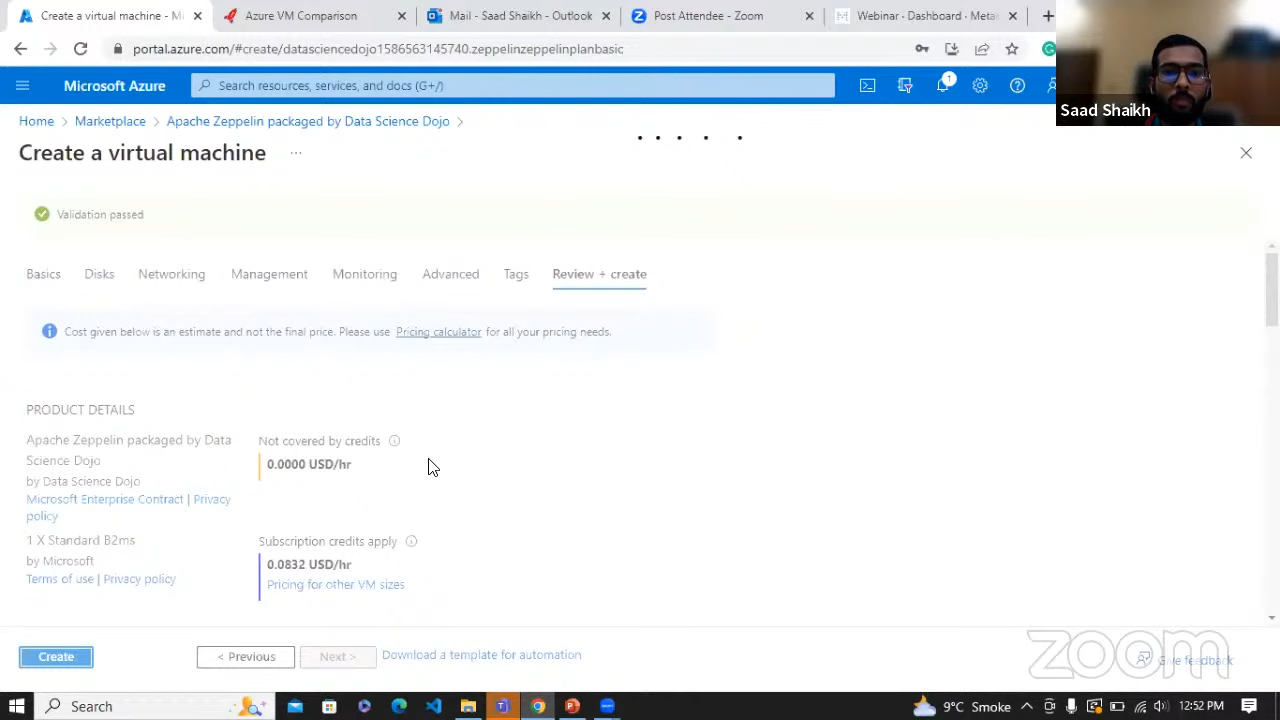 Create a virtual machine - Mi
Azure VM Comparison
Mail - Saad Shaikh - Outlook
Post Attendee - Zoom
Webinar - Dashboard - Meta
portal.azure.com/#create/datasciencedojo1586563145740.zeppelinzeppelinplanbasic
Saad Shaikh
Microsoft Azure
Search resources, services, and docs (G+/)
1
Home > Marketplace > Apache Zeppelin packaged by Data Science Dojo >
Create a virtual machine ...
Validation passed
Basics Disks Networking Management Monitoring Advanced Tags Review + create
Cost given below is an estimate and not the final price. Please use Pricing calculator for all your pricing needs.
PRODUCT DETAILS
Apache Zeppelin packaged by Data
Science Dojo
by Data Science Dojo
Microsoft Enterprise Contract | Privacy
policy
Not covered by credits
0.0000 USD/hr
1 X Standard B2ms
by Microsoft
Terms of use | Privacy policy
Subscription credits apply
0.0832 USD/hr
Pricing for other VM sizes
Create
< Previous
Next >
Download a template for automation
Give feedback
zoom
Search
9°C Smoke
12:52 PM